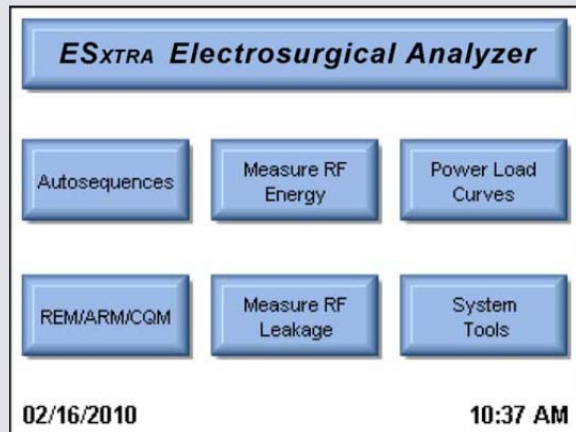 ESXTRA Electrosurgical Analyzer
Autosequences
Measure RF
Energy
Power Load
Curves
REM/ARM/CQM
Measure RF
Leakage
System
Tools
02/16/2010
10:37 AM